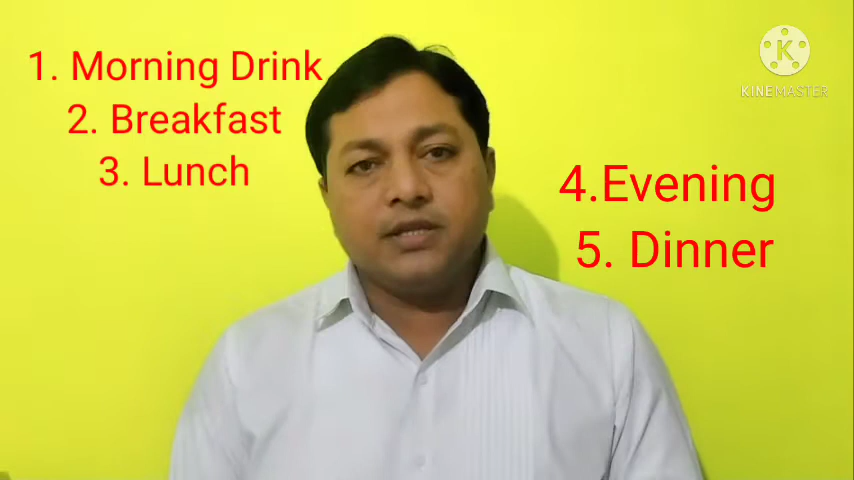 1. Morning Drink
2. Breakfast
3. Lunch
4.Evening
5. Dinner
K
KINEMASTER